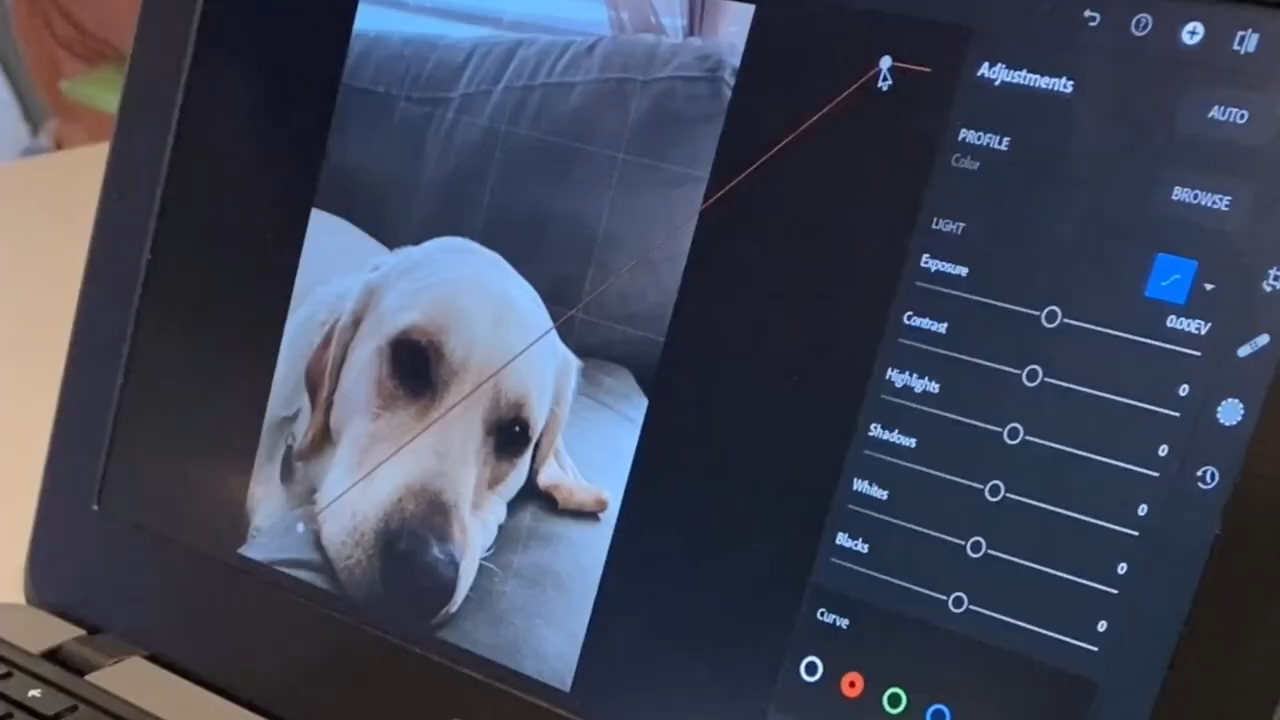 Adjustments
AUTO
PROFILE
Color
BROWSE
LIGHT
Exposure
0.00EV
Contrast
0
Highlights
0
Shadows
0
Whites
0
Blacks
0
Curve